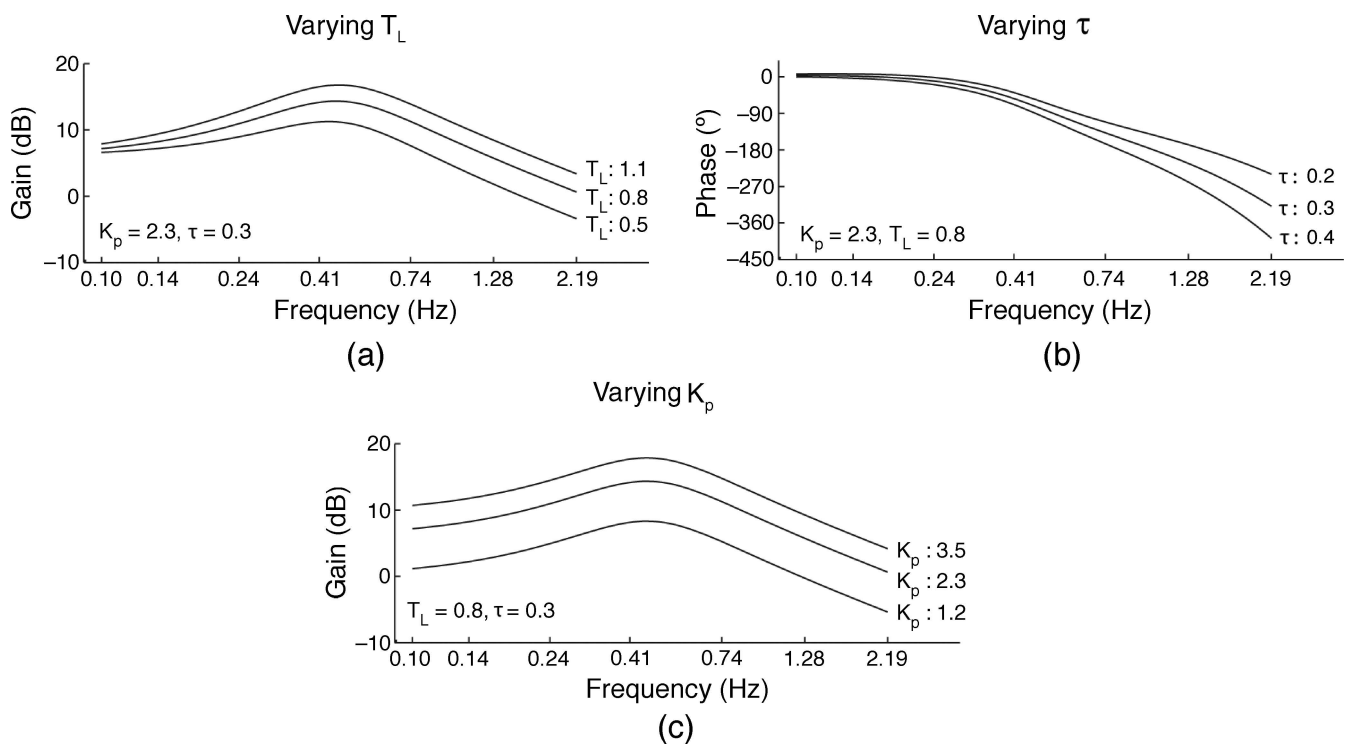 Varying T_L
20
10
0
−10
Gain (dB)
T_L: 1.1
T_L: 0.8
T_L: 0.5
K_p = 2.3, τ = 0.3
0.10 0.14 0.24 0.41 0.74 1.28 2.19
Frequency (Hz)
(a)
Varying τ
0
−90
−180
−270
−360
−450
Phase (º)
τ : 0.2
τ : 0.3
τ : 0.4
K_p = 2.3, T_L = 0.8
0.10 0.14 0.24 0.41 0.74 1.28 2.19
Frequency (Hz)
(b)
Varying K_p
20
10
0
−10
Gain (dB)
K_p : 3.5
K_p : 2.3
K_p : 1.2
T_L = 0.8, τ = 0.3
0.10 0.14 0.24 0.41 0.74 1.28 2.19
Frequency (Hz)
(c)